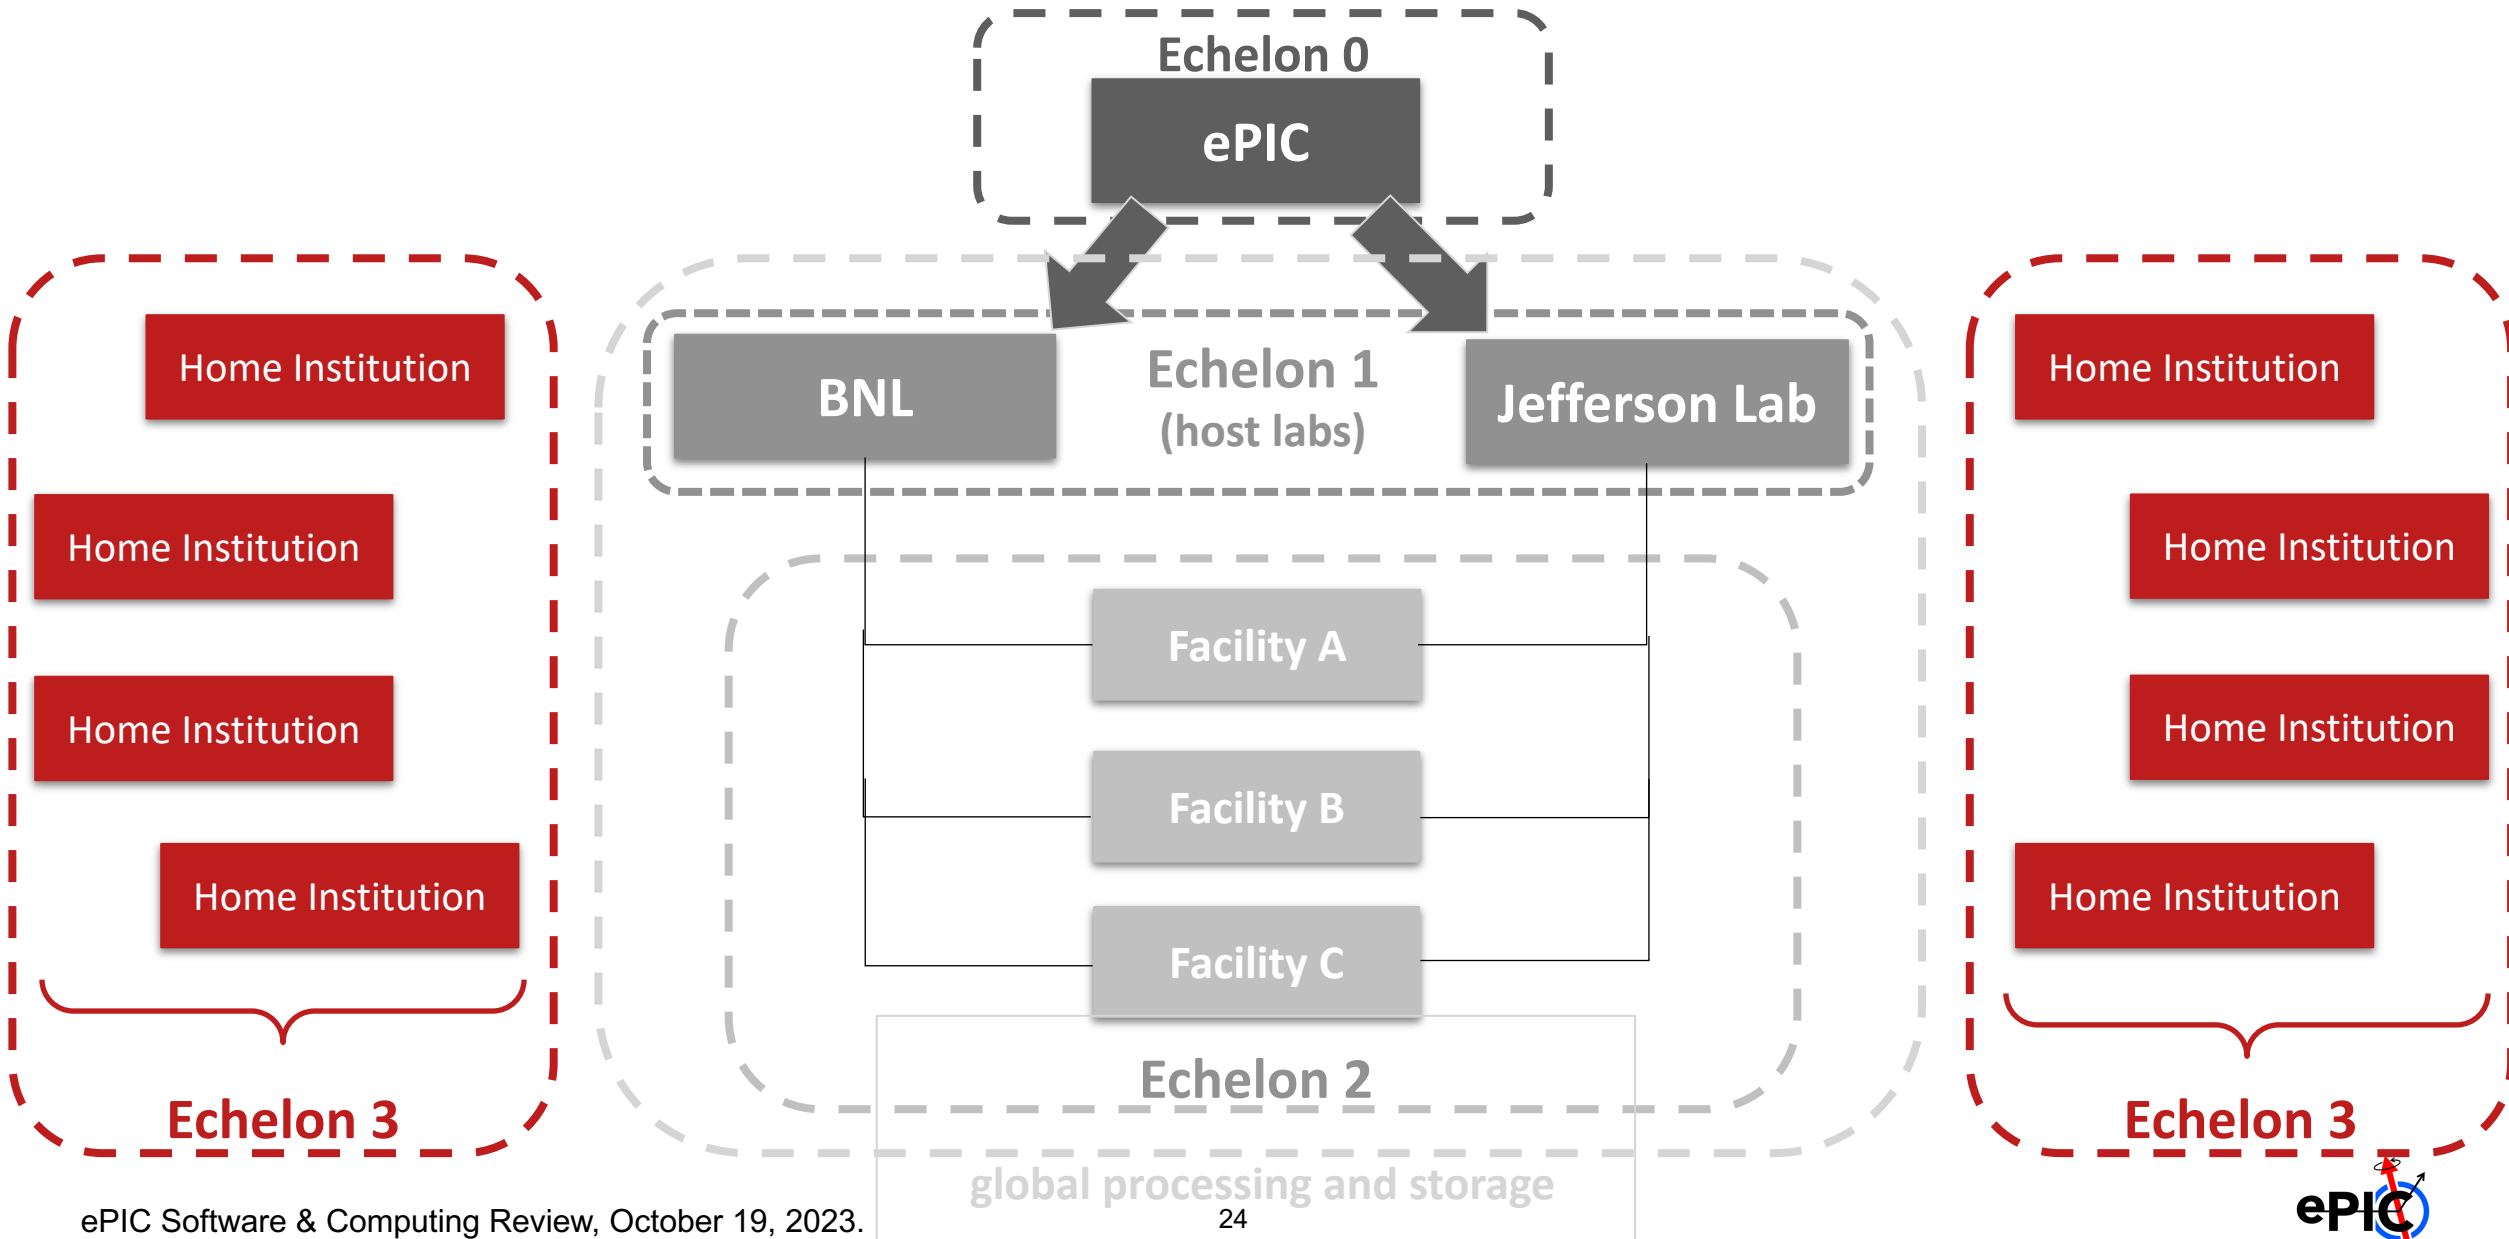 Echelon 0
ePIC
Home Institution
Home Institution
Home Institution
Home Institution
Echelon 3
BNL
Echelon 1
(host labs)
Jefferson Lab
Facility A
Facility B
Facility C
Echelon 2
global processing and storage
Home Institution
Home Institution
Home Institution
Home Institution
Echelon 3
ePIC Software & Computing Review, October 19, 2023.
24
ePIC